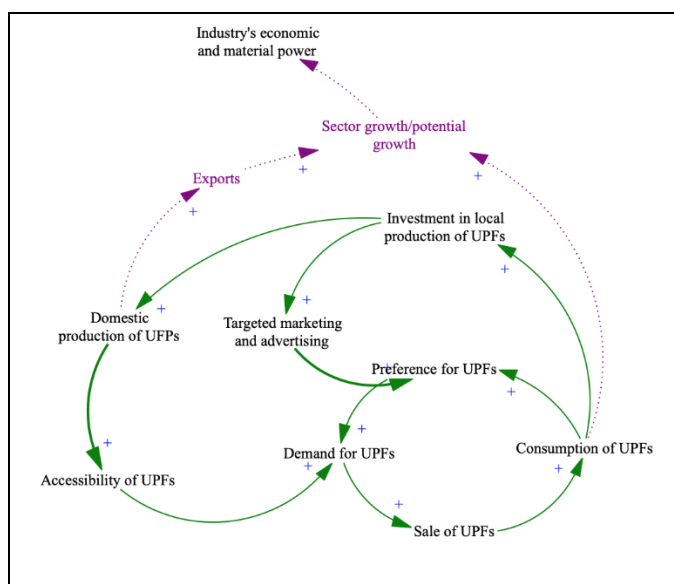 Industry's economic
and material power
Sector growth/potential
growth
Exports
+
+
+
Investment in local
production of UPFs
+
+
+
Domestic
production of UFPs
Targeted marketing
and advertising
+
Preference for UPFs
+
+
+
Demand for UPFs
Consumption of UPFs
+
+
Accessibility of UPFs
+
Sale of UPFs